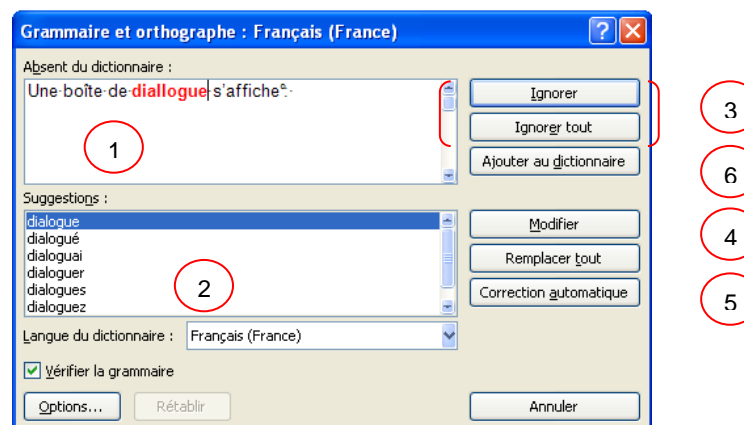 Grammaire et orthographe : Français (France)
Absent du dictionnaire :
Une·boîte·de·diallogue·s'affiche°:·
1
Ignorer
Ignorer tout
3
Ajouter au dictionnaire
6
Suggestions :
dialogue
dialogué
dialoguai
dialoguer
dialogues
dialoguez
2
Modifier
4
Remplacer tout
Correction automatique
5
Langue du dictionnaire : Français (France)
Vérifier la grammaire
Options... Rétablir Annuler